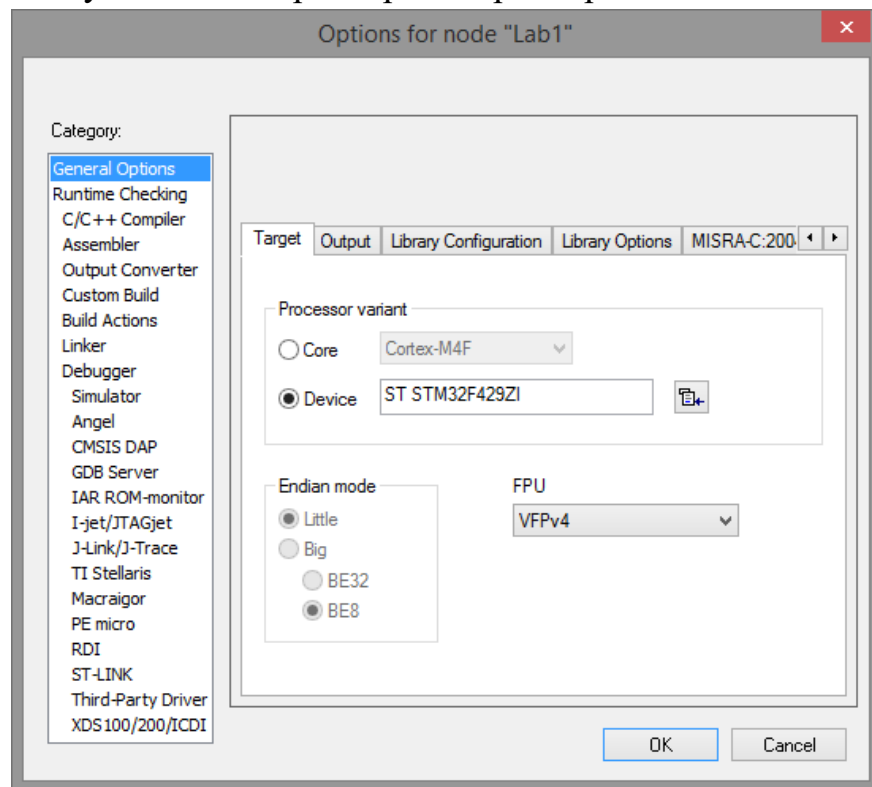 Options for node "Lab1"
Category:
General Options
Runtime Checking
C/C++ Compiler
Assembler
Output Converter
Custom Build
Build Actions
Linker
Debugger
Simulator
Angel
CMSIS DAP
GDB Server
IAR ROM-monitor
I-jet/JTAGjet
J-Link/J-Trace
TI Stellaris
Macraigor
PE micro
RDI
ST-LINK
Third-Party Driver
XDS100/200/ICDI
Target Output Library Configuration Library Options MISRA-C:200
Processor variant
Core Cortex-M4F
Device ST STM32F429ZI
Endian mode
Little
Big
BE32
BE8
FPU
VFPv4
OK Cancel